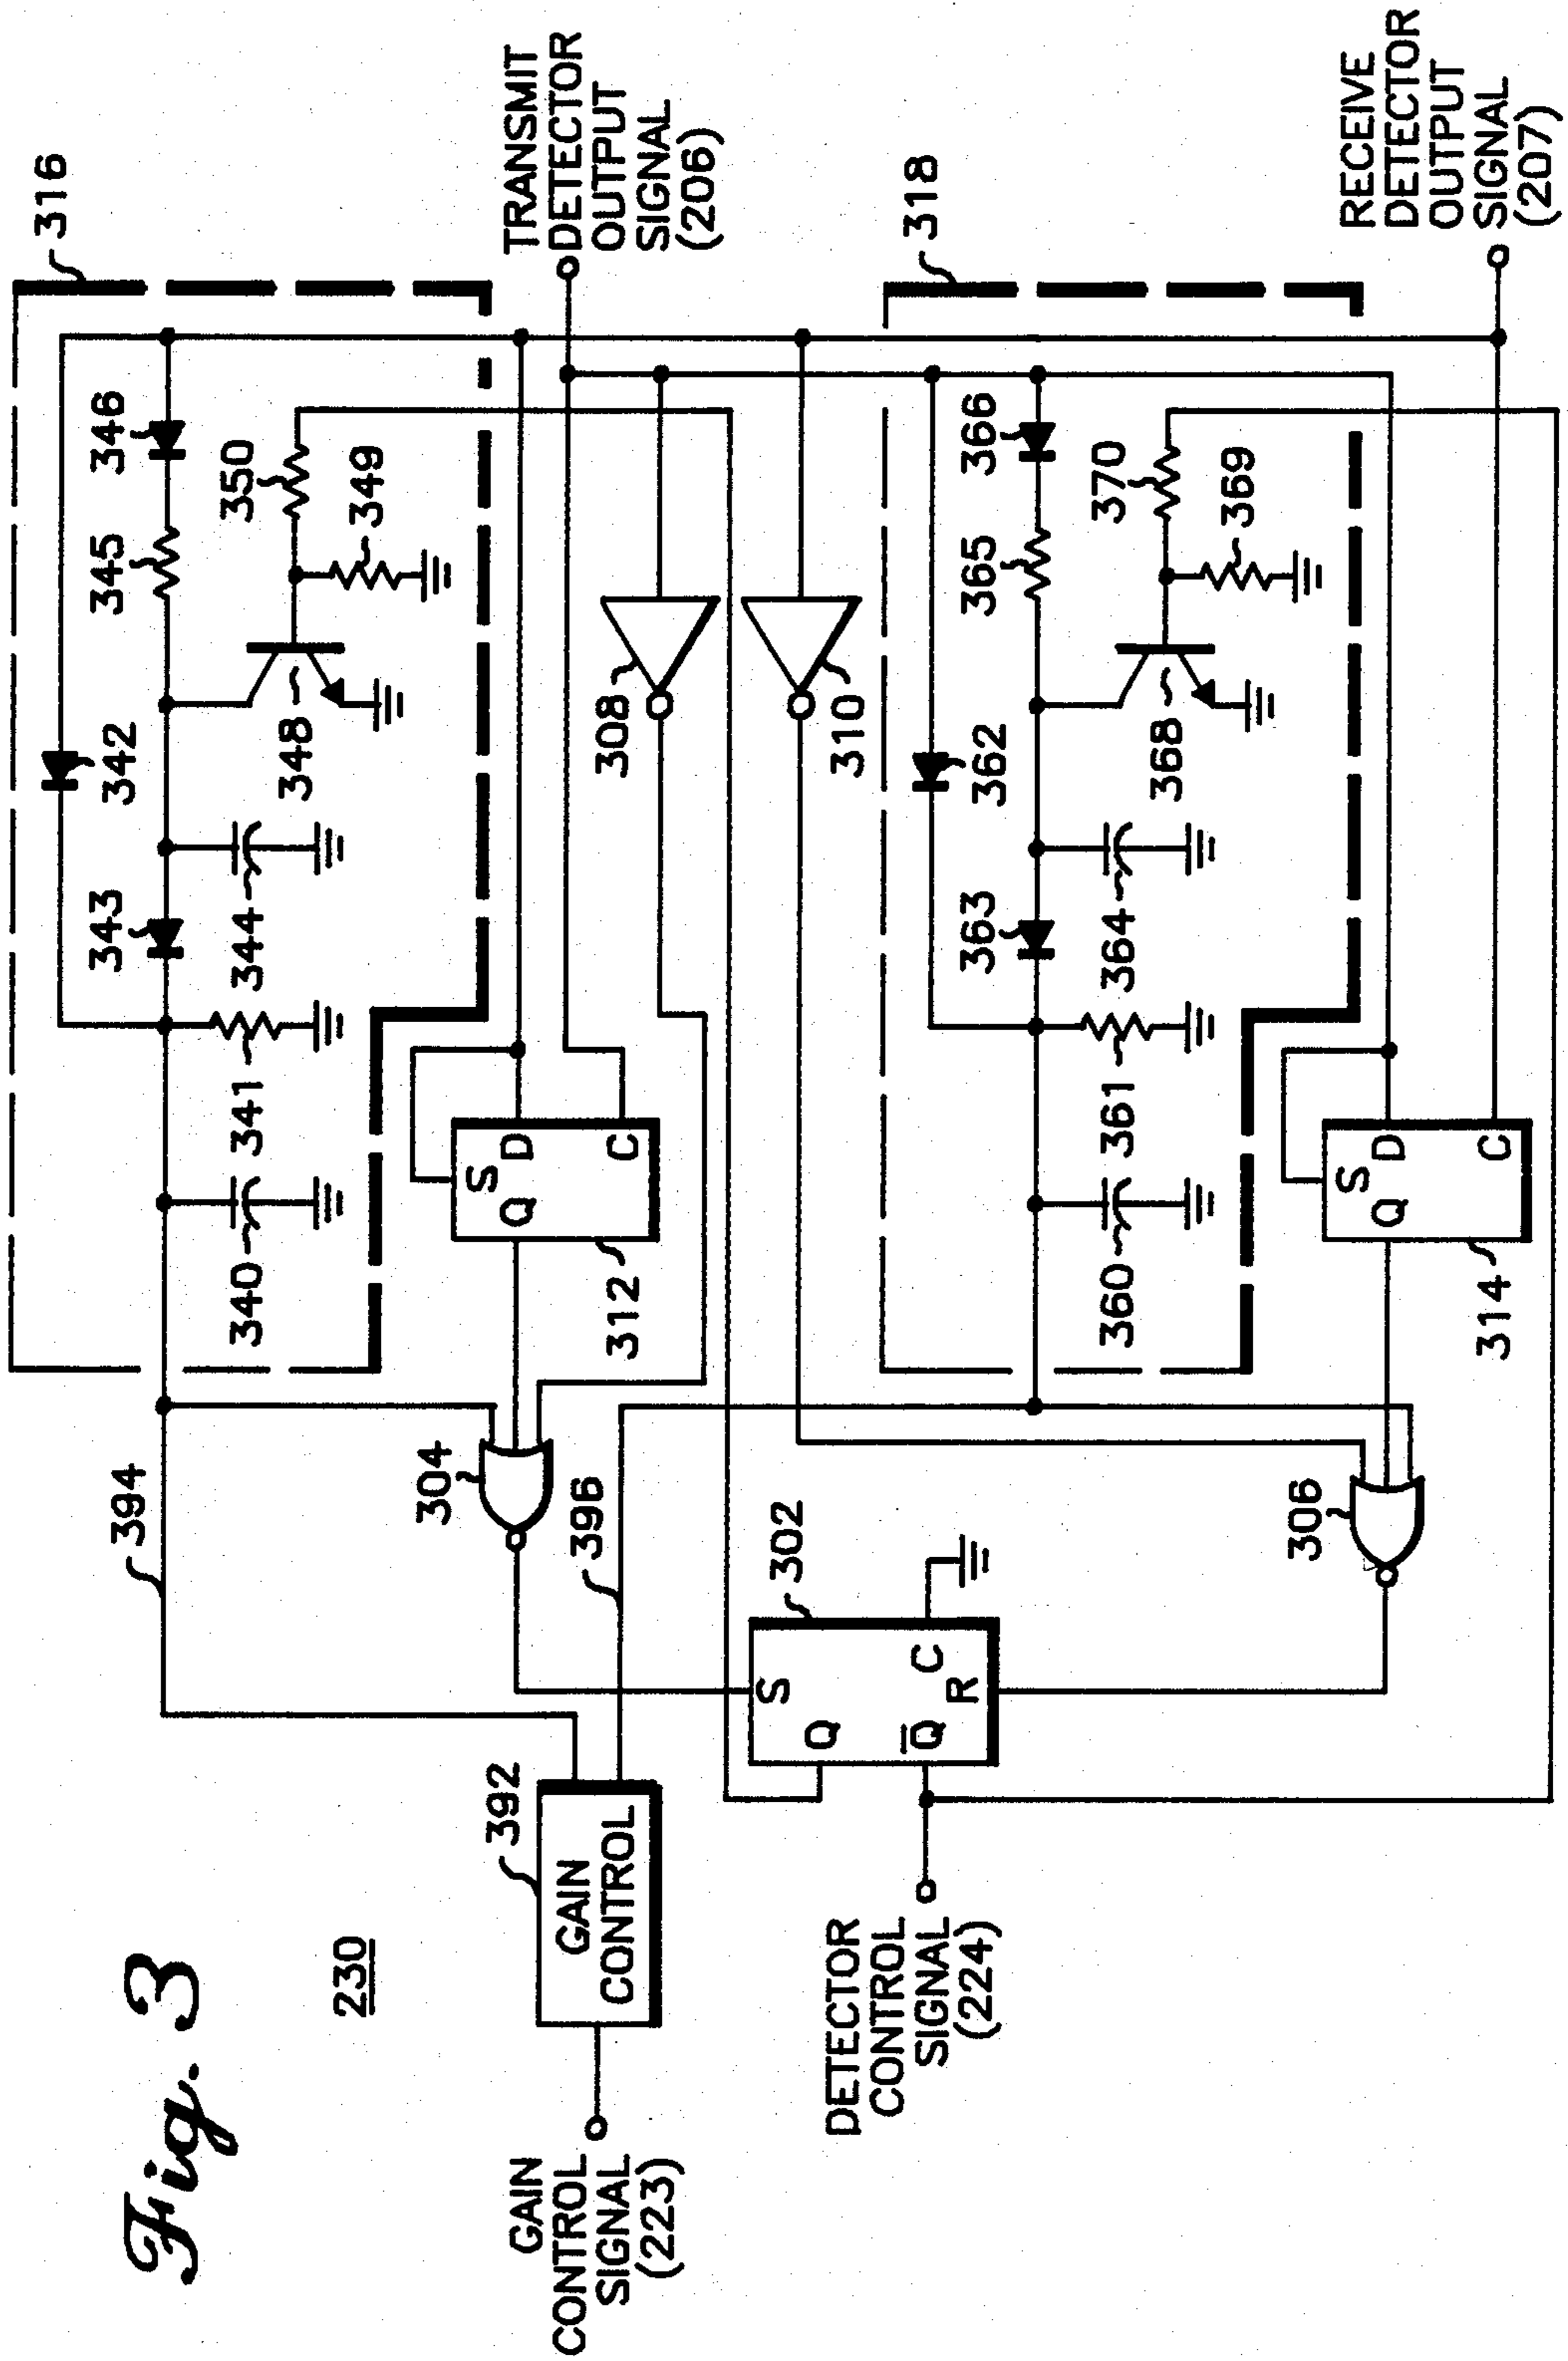 Fig. 3
230
GAIN
CONTROL
SIGNAL
(223)
392
GAIN
CONTROL
394
396
DETECTOR
CONTROL
SIGNAL
(224)
302
S
Q
C
Q
R
304
306
316
340
341
343
344
342
345
346
348
350
349
312
S
D
Q
C
308
310
TRANSMIT
DETECTOR
OUTPUT
SIGNAL
(206)
318
360
361
363
364
362
365
366
368
370
369
314
S
D
Q
C
RECEIVE
DETECTOR
OUTPUT
SIGNAL
(207)